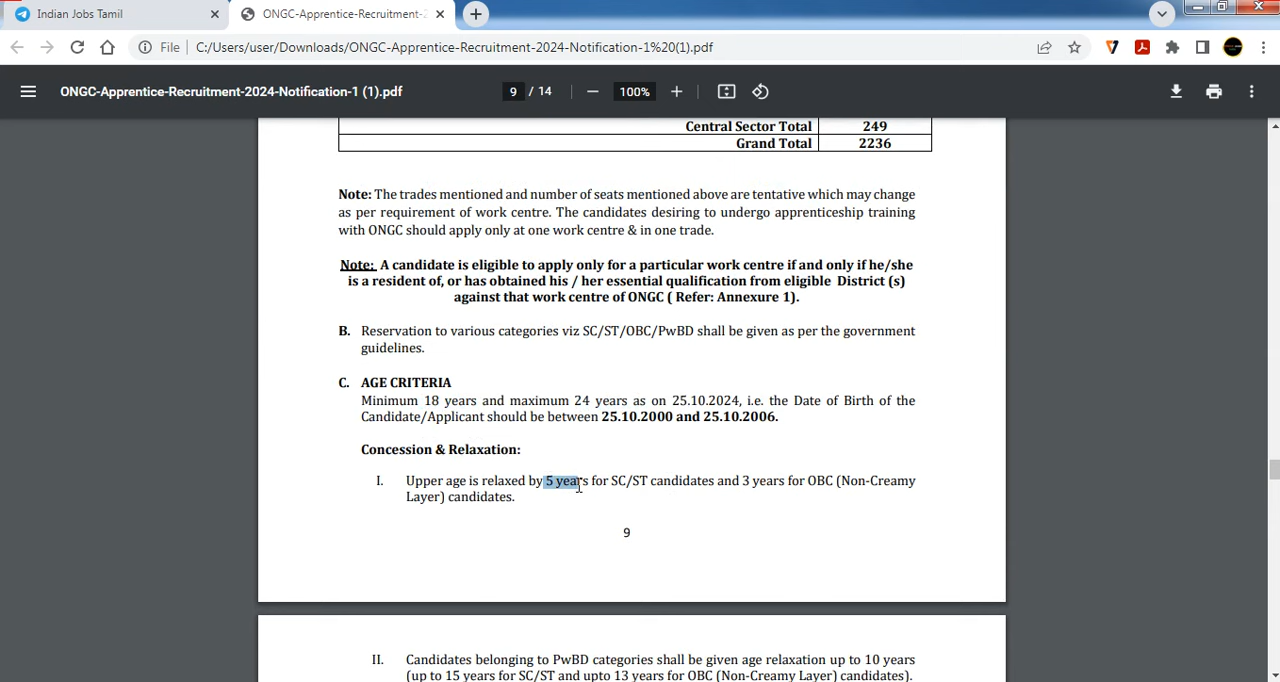 Indian Jobs Tamil
ONGC-Apprentice-Recruitment-2
File C:/Users/user/Downloads/ONGC-Apprentice-Recruitment-2024-Notification-1%20(1).pdf
ONGC-Apprentice-Recruitment-2024-Notification-1 (1).pdf
9 / 14
100%
Central Sector Total 249
Grand Total 2236
Note: The trades mentioned and number of seats mentioned above are tentative which may change
as per requirement of work centre. The candidates desiring to undergo apprenticeship training
with ONGC should apply only at one work centre & in one trade.
Note: A candidate is eligible to apply only for a particular work centre if and only if he/she
is a resident of, or has obtained his / her essential qualification from eligible District (s)
against that work centre of ONGC ( Refer: Annexure 1).
B. Reservation to various categories viz SC/ST/OBC/PwBD shall be given as per the government
guidelines.
C. AGE CRITERIA
Minimum 18 years and maximum 24 years as on 25.10.2024, i.e. the Date of Birth of the
Candidate/Applicant should be between 25.10.2000 and 25.10.2006.
Concession & Relaxation:
I. Upper age is relaxed by 5 years for SC/ST candidates and 3 years for OBC (Non-Creamy
Layer) candidates.
9
II. Candidates belonging to PwBD categories shall be given age relaxation up to 10 years
(up to 15 years for SC/ST and upto 13 years for OBC (Non-Creamy Layer) candidates).